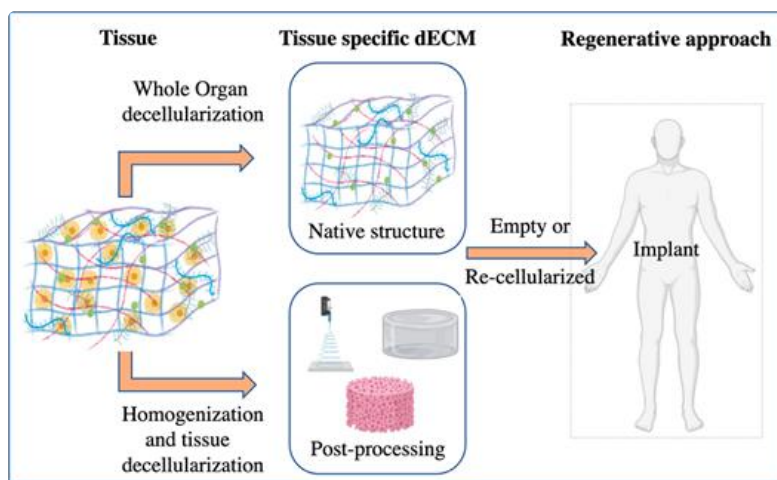 Tissue
Tissue specific dECM
Regenerative approach
Whole Organ
decellularization
Native structure
Empty or
Re-cellularized
Implant
Homogenization
and tissue
decellularization
Post-processing